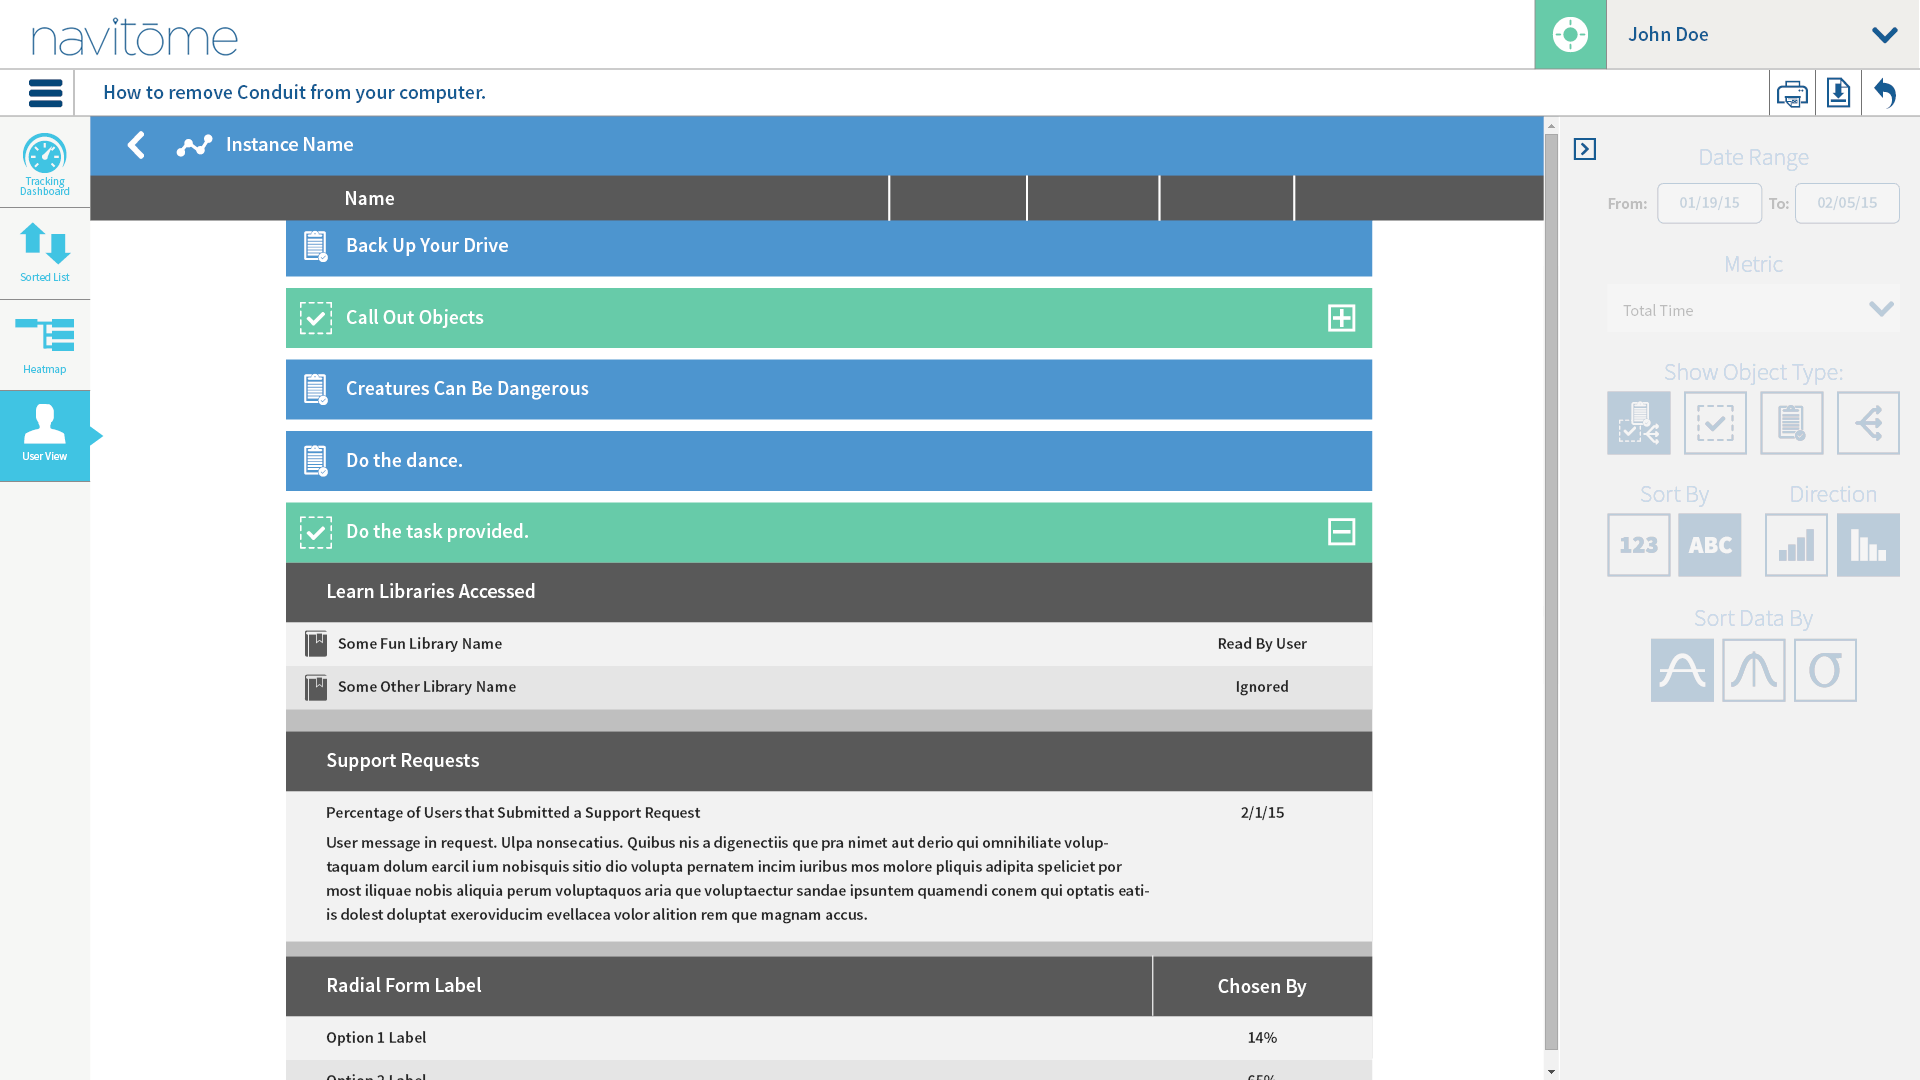 navitōme
John Doe
How to remove Conduit from your computer.
Tracking
Dashboard
Sorted List
Heatmap
User View
Instance Name
Name
Back Up Your Drive
Call Out Objects
Creatures Can Be Dangerous
Do the dance.
Do the task provided.
Learn Libraries Accessed
Some Fun Library Name Read By User
Some Other Library Name Ignored
Support Requests
Percentage of Users that Submitted a Support Request 2/1/15
User message in request. Ulpa nonsecatius. Quibus nis a digenectiis que pra nimet aut derio qui omnihiliate volup-
taquam dolum earcil ium nobisquis sitio dio volupta pernatem incim iuribus mos molore pliquis adipita speliciet por
most iliquae nobis aliquia perum voluptaquos aria que voluptaectur sandae ipsuntem quamendi conem qui optatis eati-
is dolest doluptat exeroviducim evellacea volor alition rem que magnam accus.
Radial Form Label Chosen By
Option 1 Label 14%
Option 2 Label 65%
Date Range
From: 01/19/15 To: 02/05/15
Metric
Total Time
Show Object Type:
Sort By Direction
123 ABC
Sort Data By
σ